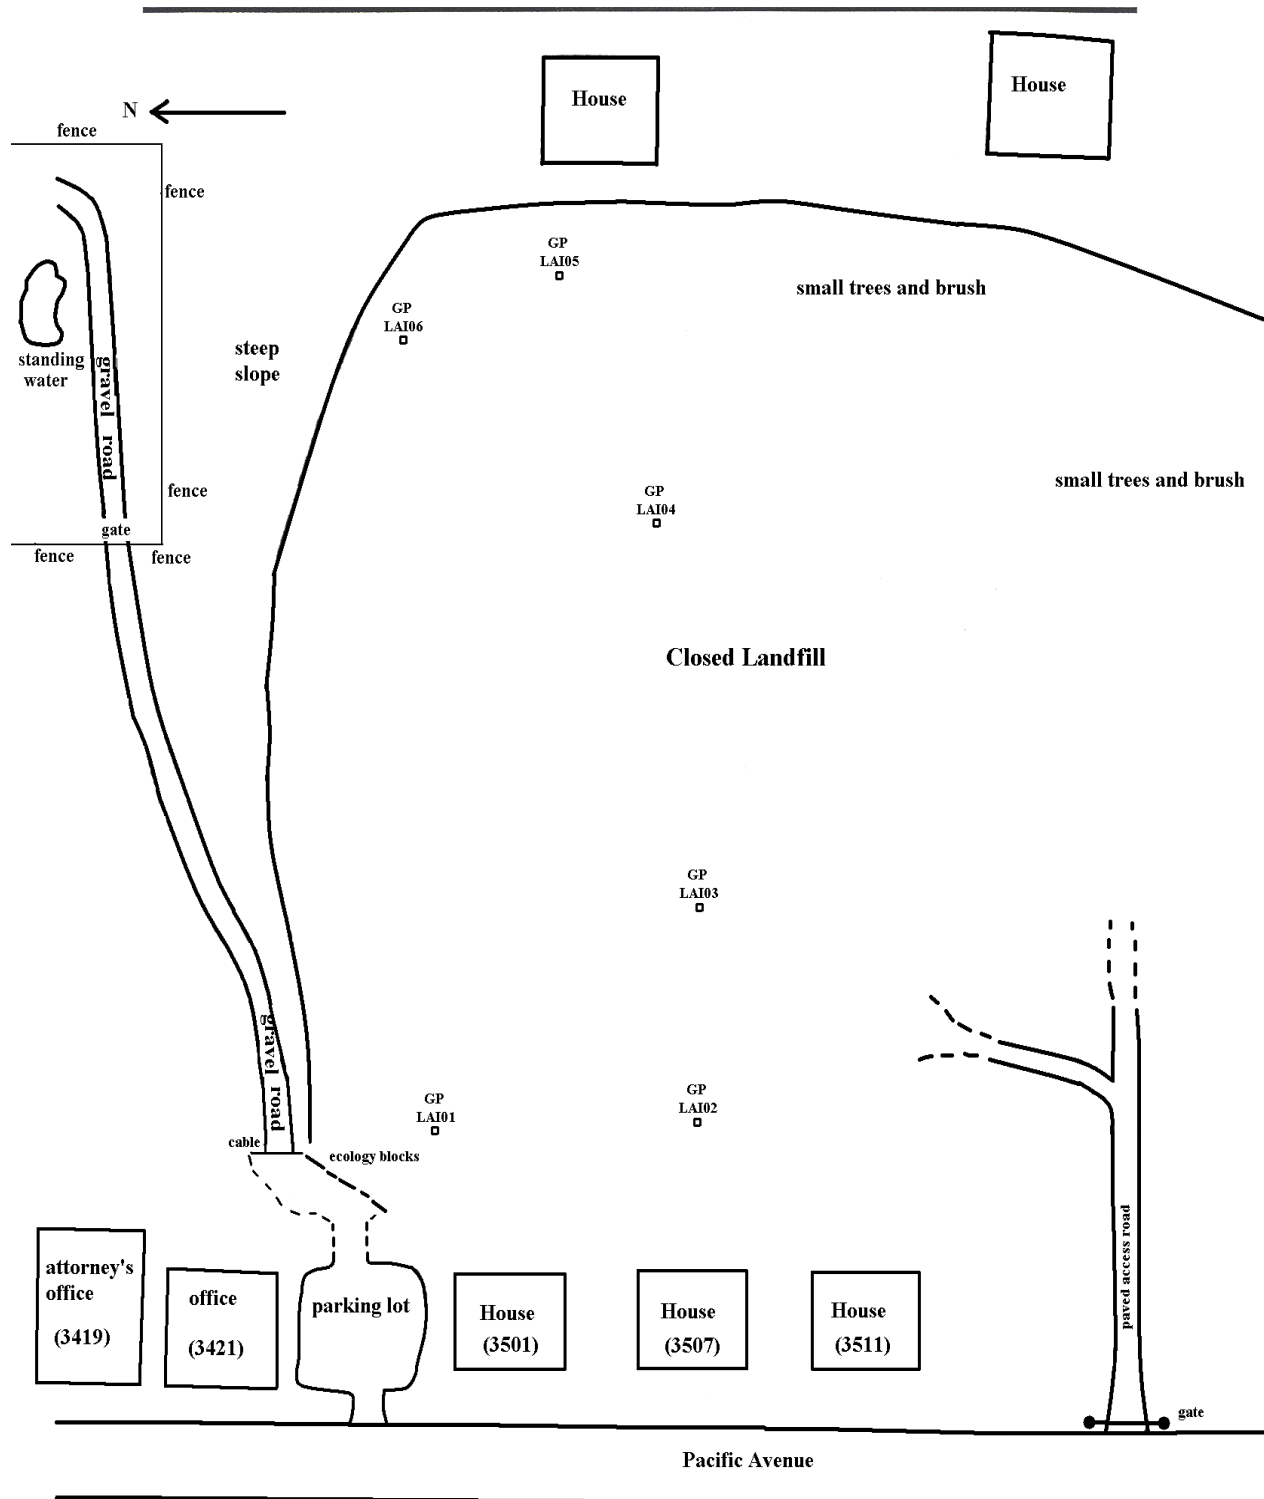 House
House
N
fence
fence
GP
LAI05
small trees and brush
GP
LAI06
steep
slope
standing
water
gravel road
small trees and brush
fence
GP
LAI04
gate
fence
fence
Closed Landfill
GP
LAI03
gravel road
GP
LAI01
GP
LAI02
cable
ecology blocks
attorney's
office
(3419)
office
(3421)
parking lot
House
(3501)
House
(3507)
House
(3511)
paved access road
gate
Pacific Avenue